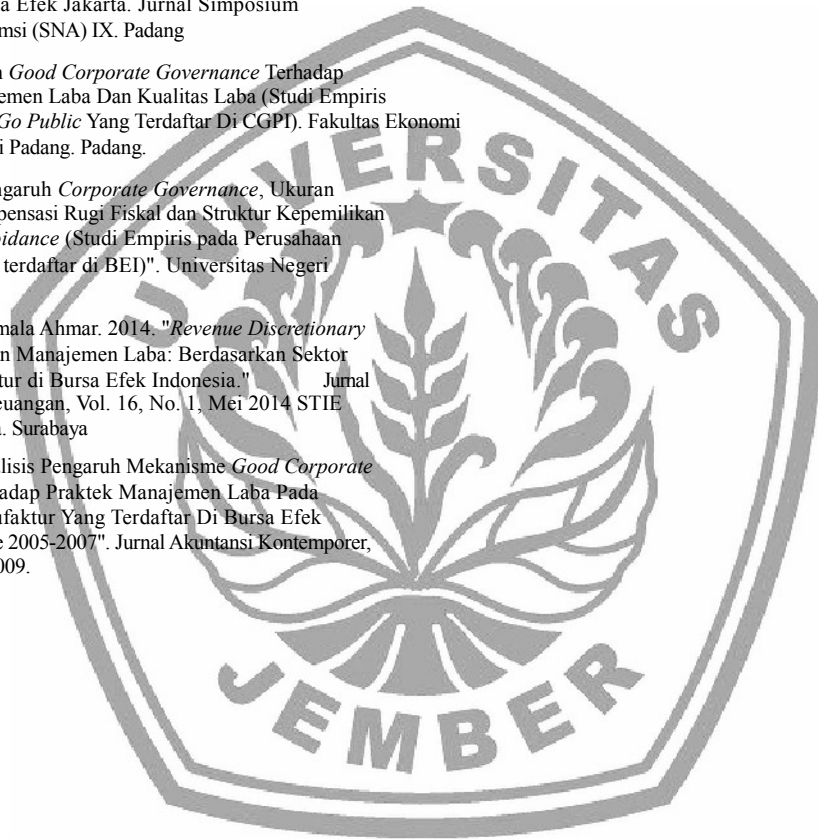 a Efek Jakarta. Jurnal Simposium
msi (SNA) IX. Padang
Good Corporate Governance Terhadap
emen Laba Dan Kualitas Laba (Studi Empiris
Go Public Yang Terdaftar Di CGPI). Fakultas Ekonomi
i Padang. Padang.
ngaruh Corporate Governance, Ukuran
pensasi Rugi Fiskal dan Struktur Kepemilikan
oidance (Studi Empiris pada Perusahaan
terdaftar di BEI)". Universitas Negeri
mala Ahmar. 2014. "Revenue Discretionary
n Manajemen Laba: Berdasarkan Sektor
tur di Bursa Efek Indonesia." Jurnal
euangan, Vol. 16, No. 1, Mei 2014 STIE
a. Surabaya
alisis Pengaruh Mekanisme Good Corporate
adap Praktek Manajemen Laba Pada
ufaktur Yang Terdaftar Di Bursa Efek
e 2005-2007". Jurnal Akuntansi Kontemporer,
009.
UNIVERSITAS
JEMBER